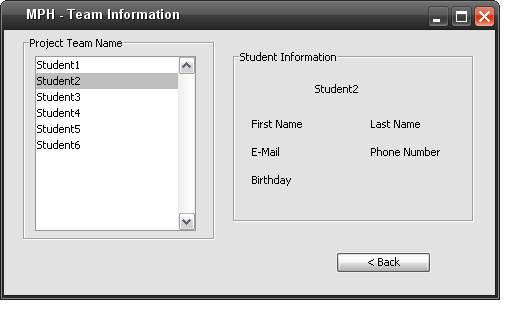 MPH - Team Information
Project Team Name
Student1
Student2
Student3
Student4
Student5
Student6
Student Information
Student2
First Name Last Name
E-Mail Phone Number
Birthday
< Back